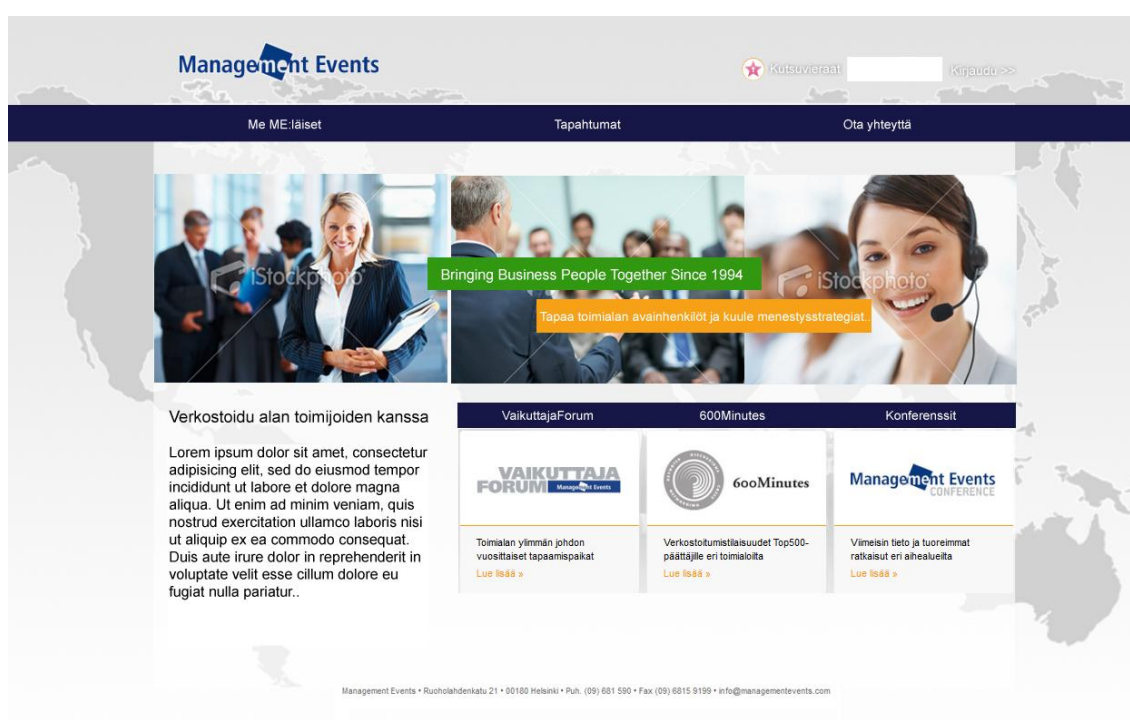 Management Events
Kutsuvieraat
Kirjaudu >>
Me ME:läiset
Tapahtumat
Ota yhteyttä
iStockphoto
iStockphoto
Bringing Business People Together Since 1994
Tapaa toimialan avainhenkilöt ja kuule menestysstrategiat..
Verkostoidu alan toimijoiden kanssa
Lorem ipsum dolor sit amet, consectetur
adipisicing elit, sed do eiusmod tempor
incididunt ut labore et dolore magna
aliqua. Ut enim ad minim veniam, quis
nostrud exercitation ullamco laboris nisi
ut aliquip ex ea commodo consequat.
Duis aute irure dolor in reprehenderit in
voluptate velit esse cillum dolore eu
fugiat nulla pariatur..
VaikuttajaForum
600Minutes
Konferenssit
VAIKUTTAJA
FORUM Management Events
600Minutes
Management Events
CONFERENCE
Toimialan ylimmän johdon
vuosittaiset tapaamispaikat
Lue lisää »
Verkostoitumistilaisuudet Top500-
päättäjille eri toimialoilta
Lue lisää »
Viimeisin tieto ja tuoreimmat
ratkaisut eri aihealueita
Lue lisää »
Management Events • Ruoholahdenkatu 21 • 00180 Helsinki • Puh. (09) 681 590 • Fax (09) 6815 9199 • info@managementevents.com